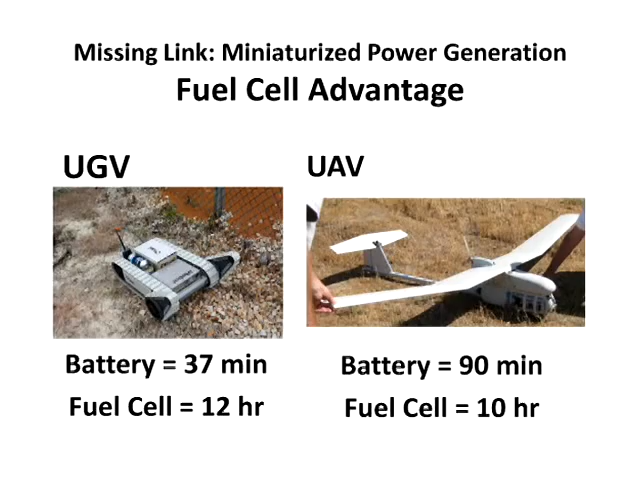 Missing Link: Miniaturized Power Generation
Fuel Cell Advantage
UGV
UAV
Battery = 37 min
Fuel Cell = 12 hr
Battery = 90 min
Fuel Cell = 10 hr